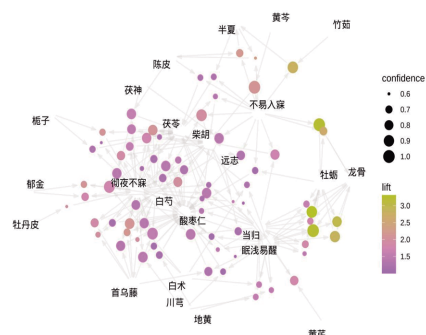 黄芩
半夏
竹茹
陈皮
茯神
不易入寐
栀子
茯苓
柴胡
远志
郁金
彻夜不寐
牡蛎
龙骨
白芍
牡丹皮
酸枣仁
当归
眠浅易醒
首乌藤
白术
川芎
地黄
黄芪
confidence
0.6
0.7
0.8
0.9
1.0
lift
3.0
2.5
2.0
1.5